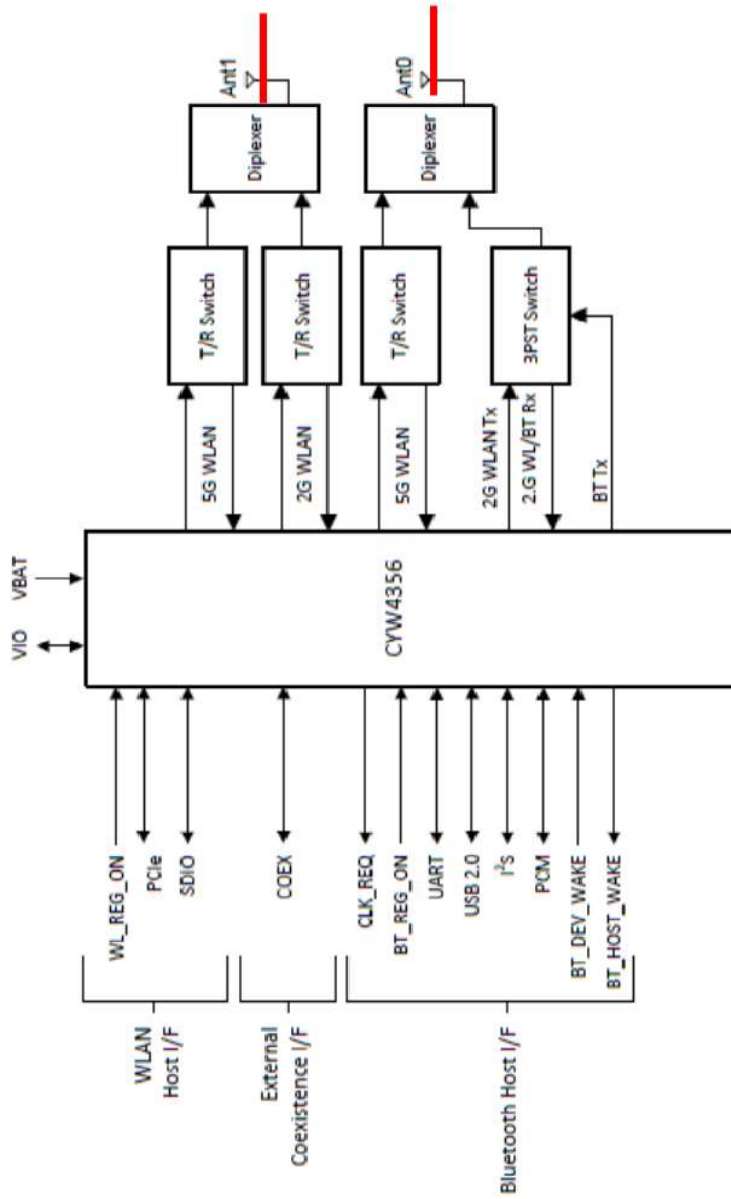 VIO
VBAT
WLAN
Host I/F
WL_REG_ON
PCIe
SDIO
External
Coexistence I/F
COEX
Bluetooth Host I/F
CLK_REQ
BT_REG_ON
UART
USB 2.0
I²S
PCM
BT_DEV_WAKE
BT_HOST_WAKE
CYW4356
5G WLAN
2G WLAN
5G WLAN
2G WLAN Tx
2.G WL/BT Rx
BT Tx
T/R Switch
T/R Switch
T/R Switch
3PST Switch
Diplexer
Diplexer
Ant1
Ant0